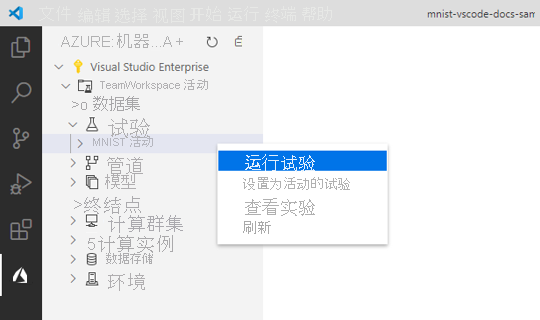 文件 编辑 选择 视图 开始 运行 终端 帮助
mnist-vscode-docs-sam
AZURE:机器...A +
Visual Studio Enterprise
TeamWorkspace 活动
>o 数据集
试验
MNIST 活动
运行试验
管道
设置为活动的试验
模型
查看实验
>终结点
刷新
计算群集
5计算实例
数据存储
环境